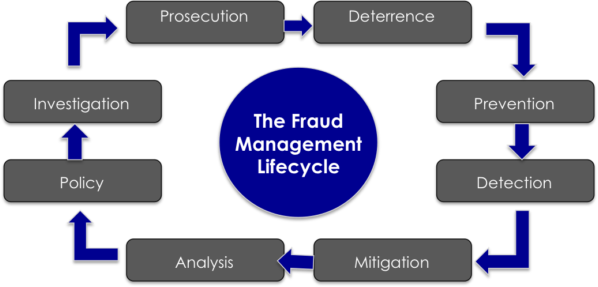 Prosecution
Deterrence
Investigation
Prevention
The Fraud
Management
Lifecycle
Policy
Detection
Analysis
Mitigation